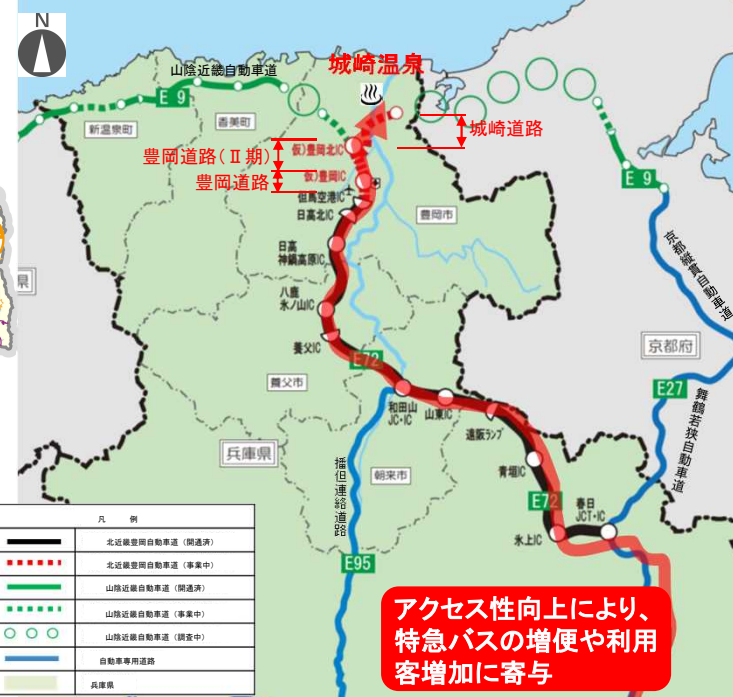 N
城崎温泉
山陰近畿自動車道
E 9
新温泉町
香美町
豊岡道路(Ⅱ期)
仮)豊岡北IC
城崎道路
豊岡道路
仮)豊岡IC
但馬空港IC
日高北IC
豊岡市
E 9
京都縦貫自動車道
日高
神鍋高原IC
県
八鹿
氷ノ山IC
養父IC
E72
京都府
養父市
和田山
JC・IC
山東IC
遠阪ランプ
E27
舞鶴若狭自動車道
兵庫県
播但連絡道路
朝来市
青垣IC
E72
春日
JCT・IC
氷上IC
E95
凡 例
北近畿豊岡自動車道(開通済)
北近畿豊岡自動車道(事業中)
山陰近畿自動車道(開通済)
山陰近畿自動車道(事業中)
山陰近畿自動車道(調査中)
自動車専用道路
兵庫県
アクセス性向上により、
特急バスの増便や利用
客増加に寄与